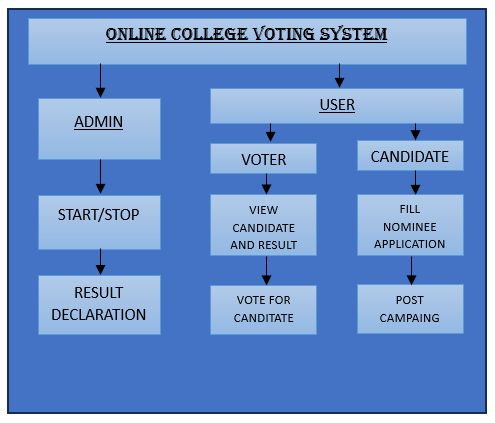 ONLINE COLLEGE VOTING SYSTEM
ADMIN
USER
VOTER
CANDIDATE
START/STOP
VIEW
CANDIDATE
AND RESULT
FILL
NOMINEE
APPLICATION
RESULT
DECLARATION
VOTE FOR
CANDITATE
POST
CAMPAING